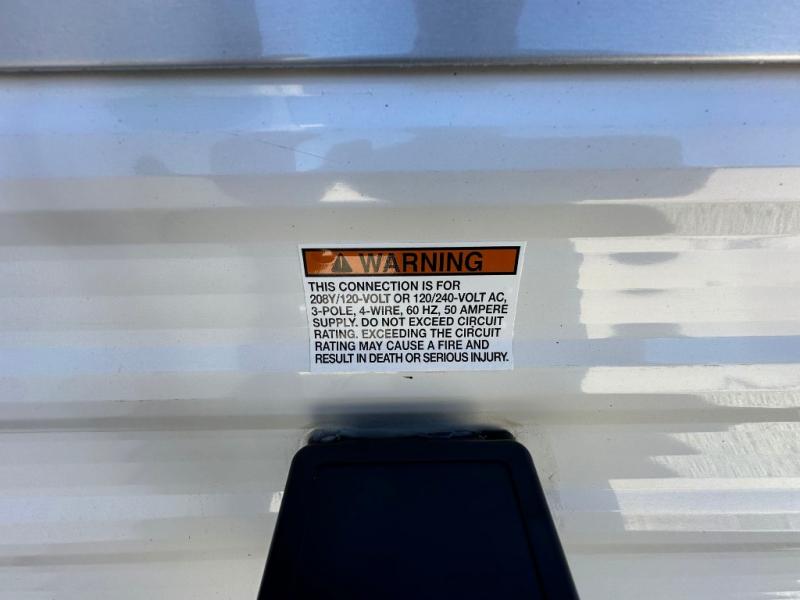 WARNING
THIS CONNECTION IS FOR
208Y/120-VOLT OR 120/240-VOLT AC,
3-POLE, 4-WIRE, 60 HZ, 50 AMPERE
SUPPLY. DO NOT EXCEED CIRCUIT
RATING. EXCEEDING THE CIRCUIT
RATING MAY CAUSE A FIRE AND
RESULT IN DEATH OR SERIOUS INJURY.